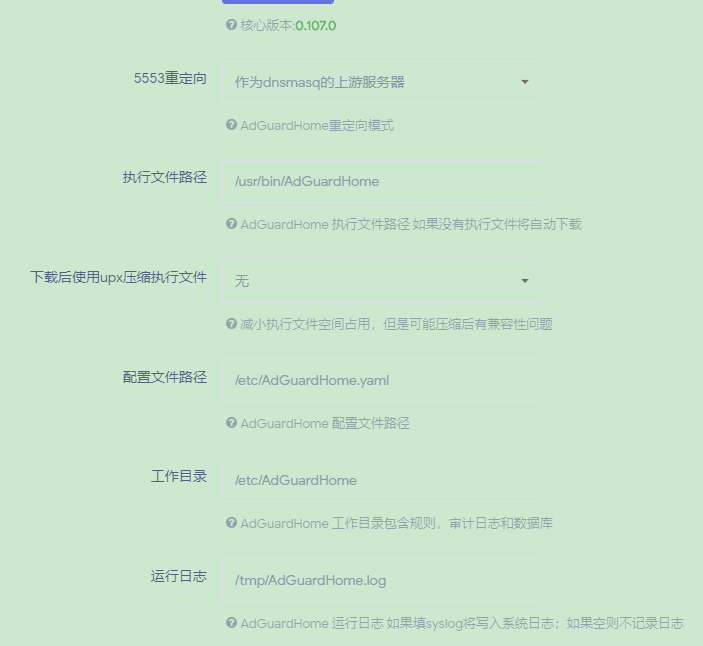 核心版本:0.107.0
5553重定向
作为dnsmasq的上游服务器
AdGuardHome重定向模式
执行文件路径
/usr/bin/AdGuardHome
AdGuardHome 执行文件路径 如果没有执行文件将自动下载
下载后使用upx压缩执行文件
无
减小执行文件空间占用，但是可能压缩后有兼容性问题
配置文件路径
/etc/AdGuardHome.yaml
AdGuardHome 配置文件路径
工作目录
/etc/AdGuardHome
AdGuardHome 工作目录包含规则，审计日志和数据库
运行日志
/tmp/AdGuardHome.log
AdGuardHome 运行日志 如果填syslog将写入系统日志；如果空则不记录日志